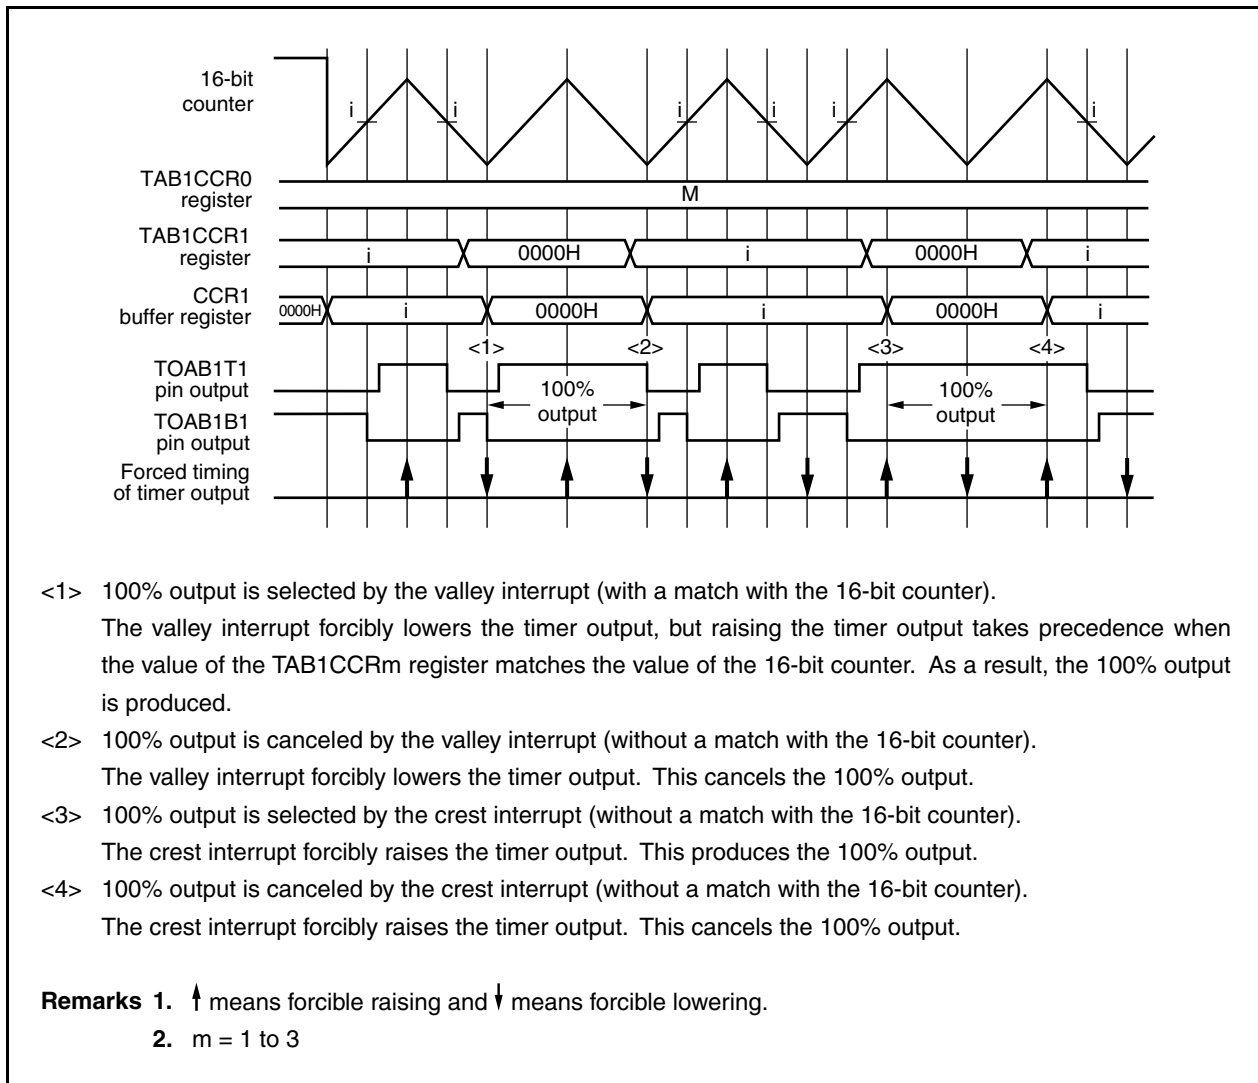 16-bit
counter
i
i
i
i
i
i
TAB1CCR0
register
M
TAB1CCR1
register
i
0000H
i
0000H
i
CCR1
buffer register
0000H
i
0000H
i
0000H
i
<1>
<2>
<3>
<4>
TOAB1T1
pin output
100%
output
100%
output
TOAB1B1
pin output
Forced timing
of timer output
<1> 100% output is selected by the valley interrupt (with a match with the 16-bit counter).
The valley interrupt forcibly lowers the timer output, but raising the timer output takes precedence when
the value of the TAB1CCRm register matches the value of the 16-bit counter. As a result, the 100% output
is produced.
<2> 100% output is canceled by the valley interrupt (without a match with the 16-bit counter).
The valley interrupt forcibly lowers the timer output. This cancels the 100% output.
<3> 100% output is selected by the crest interrupt (without a match with the 16-bit counter).
The crest interrupt forcibly raises the timer output. This produces the 100% output.
<4> 100% output is canceled by the crest interrupt (without a match with the 16-bit counter).
The crest interrupt forcibly raises the timer output. This cancels the 100% output.
Remarks 1. ↑ means forcible raising and ↓ means forcible lowering.
2. m = 1 to 3